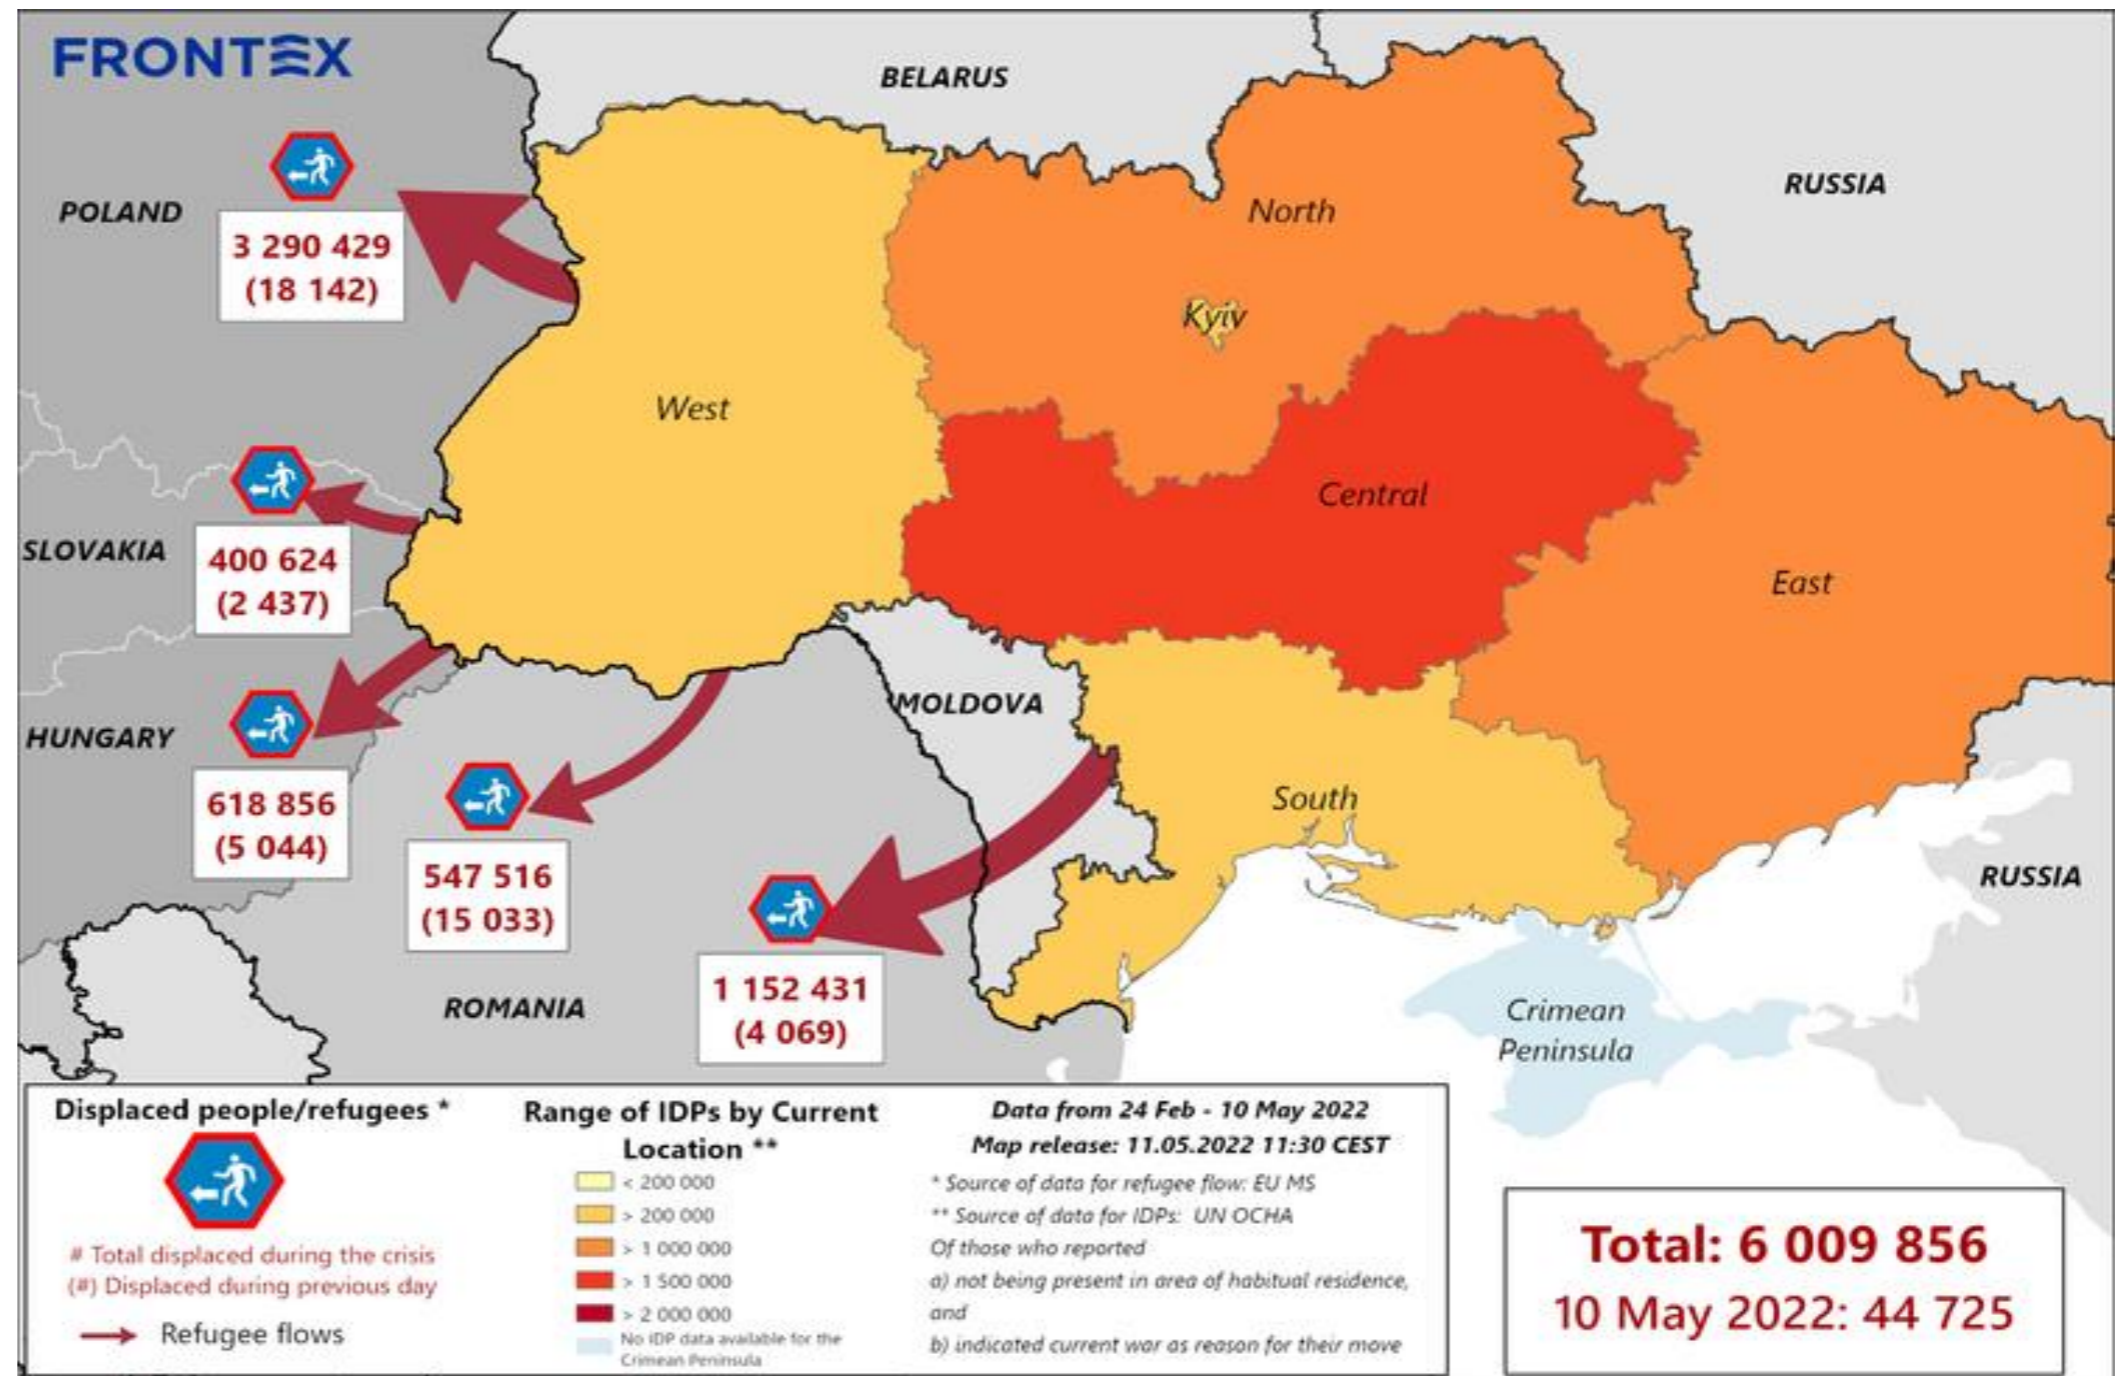 FRONTEX
BELARUS
RUSSIA
POLAND
3 290 429
(18 142)
North
Kyiv
West
Central
SLOVAKIA
400 624
(2 437)
East
HUNGARY
618 856
(5 044)
MOLDOVA
South
547 516
(15 033)
RUSSIA
ROMANIA
1 152 431
(4 069)
Crimean
Peninsula
Displaced people/refugees *
# Total displaced during the crisis
(#) Displaced during previous day
Refugee flows
Range of IDPs by Current
Location **
< 200 000
> 200 000
> 1 000 000
> 1 500 000
> 2 000 000
No IDP data available for the
Crimean Peninsula
Data from 24 Feb - 10 May 2022
Map release: 11.05.2022 11:30 CEST
* Source of data for refugee flow: EU MS
** Source of data for IDPs: UN OCHA
Of those who reported
a) not being present in area of habitual residence,
and
b) indicated current war as reason for their move
Total: 6 009 856
10 May 2022: 44 725